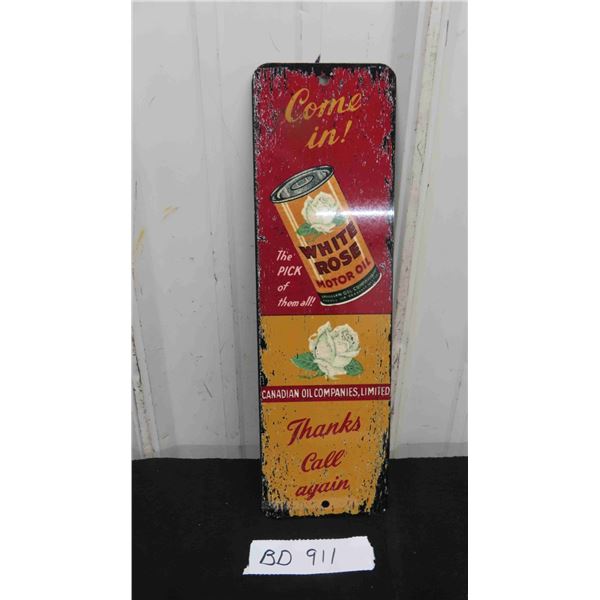 Come
in!
WHITE
ROSE
MOTOR OIL
The
PICK
of
them all!
CANADIAN OIL COMPANIES, LIMITED
Thanks
Call
again
BD 911